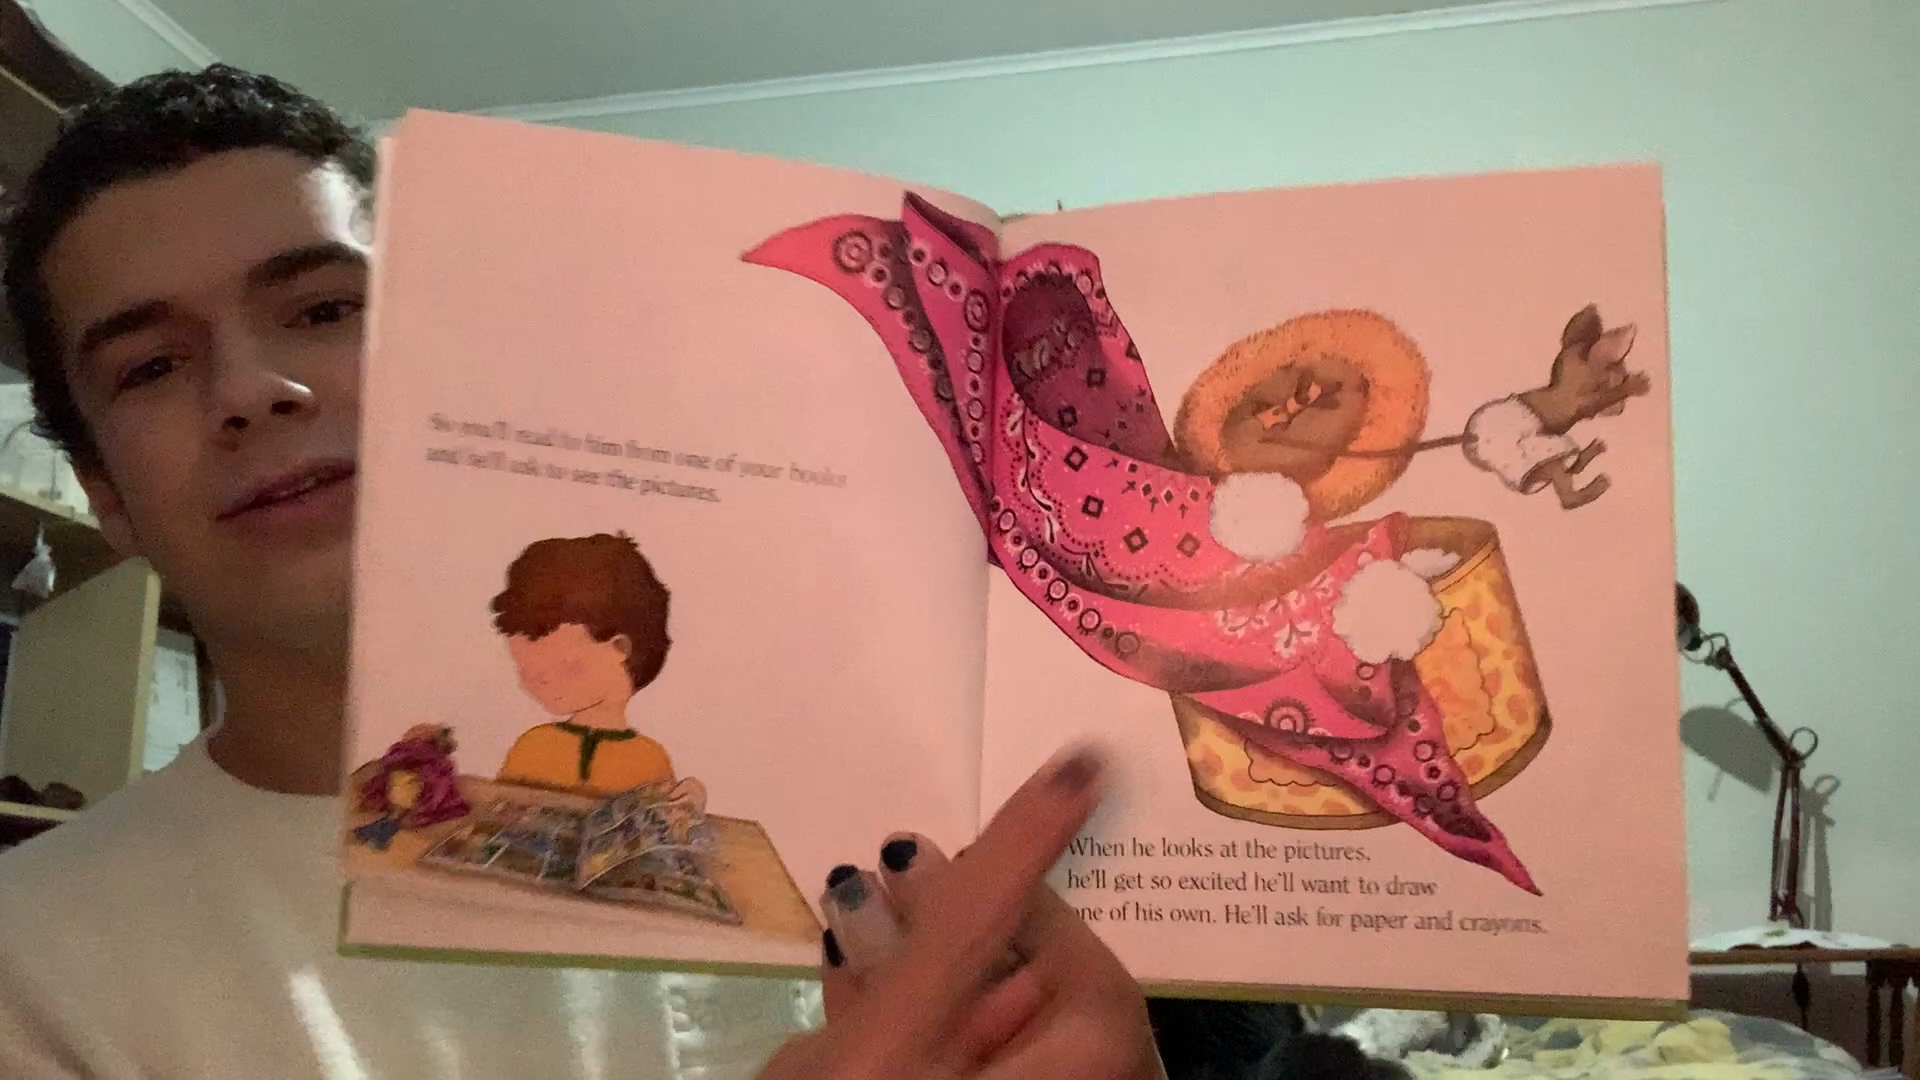 So you'll read to him from one of your books
and he'll ask to see the pictures.
When he looks at the pictures,
he'll get so excited he'll want to draw
one of his own. He'll ask for paper and crayons.